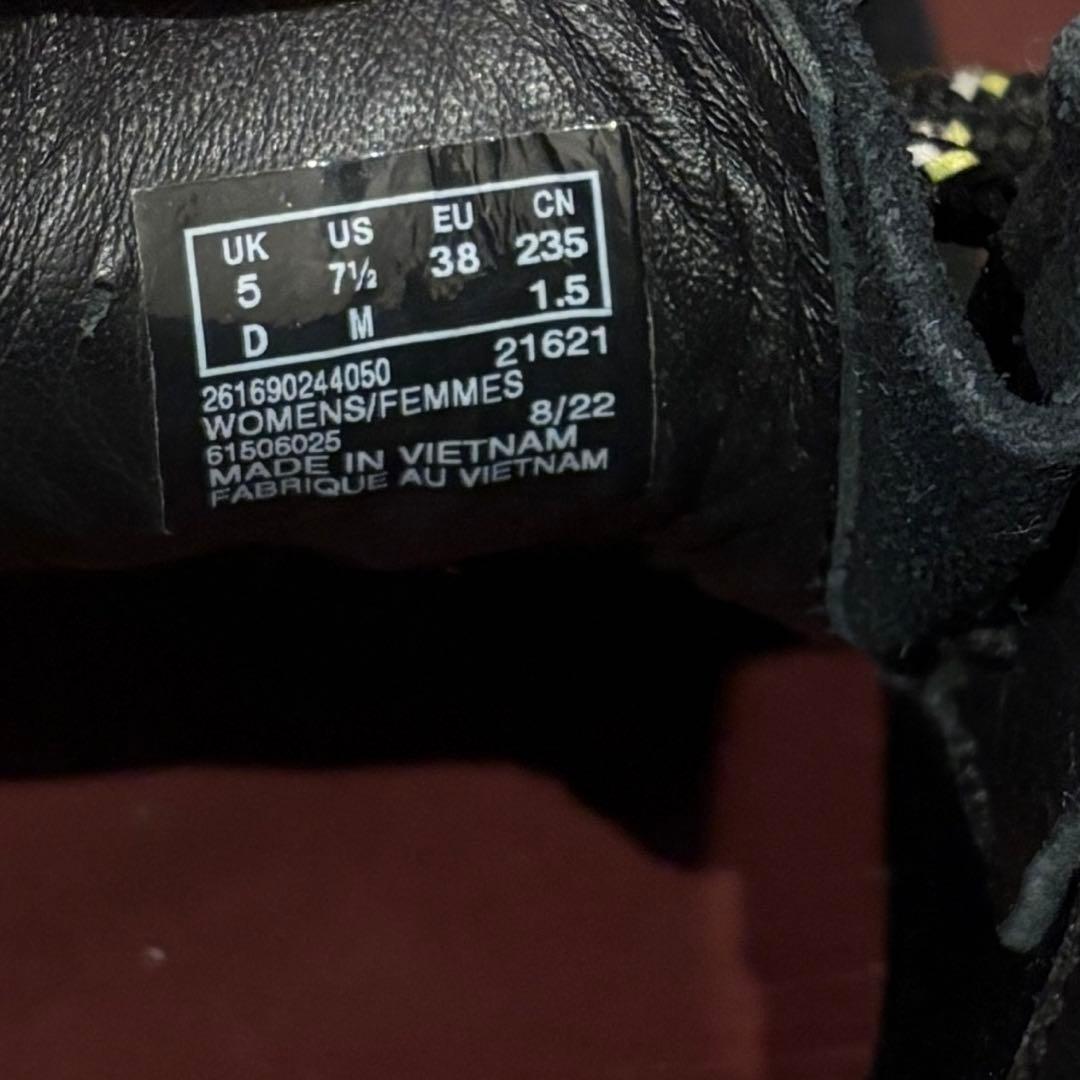 UK US EU CN
5 7½ 38 235
D M 1.5
261690244050 21621
WOMENS/FEMMES
61506025 8/22
MADE IN VIETNAM
FABRIQUE AU VIETNAM